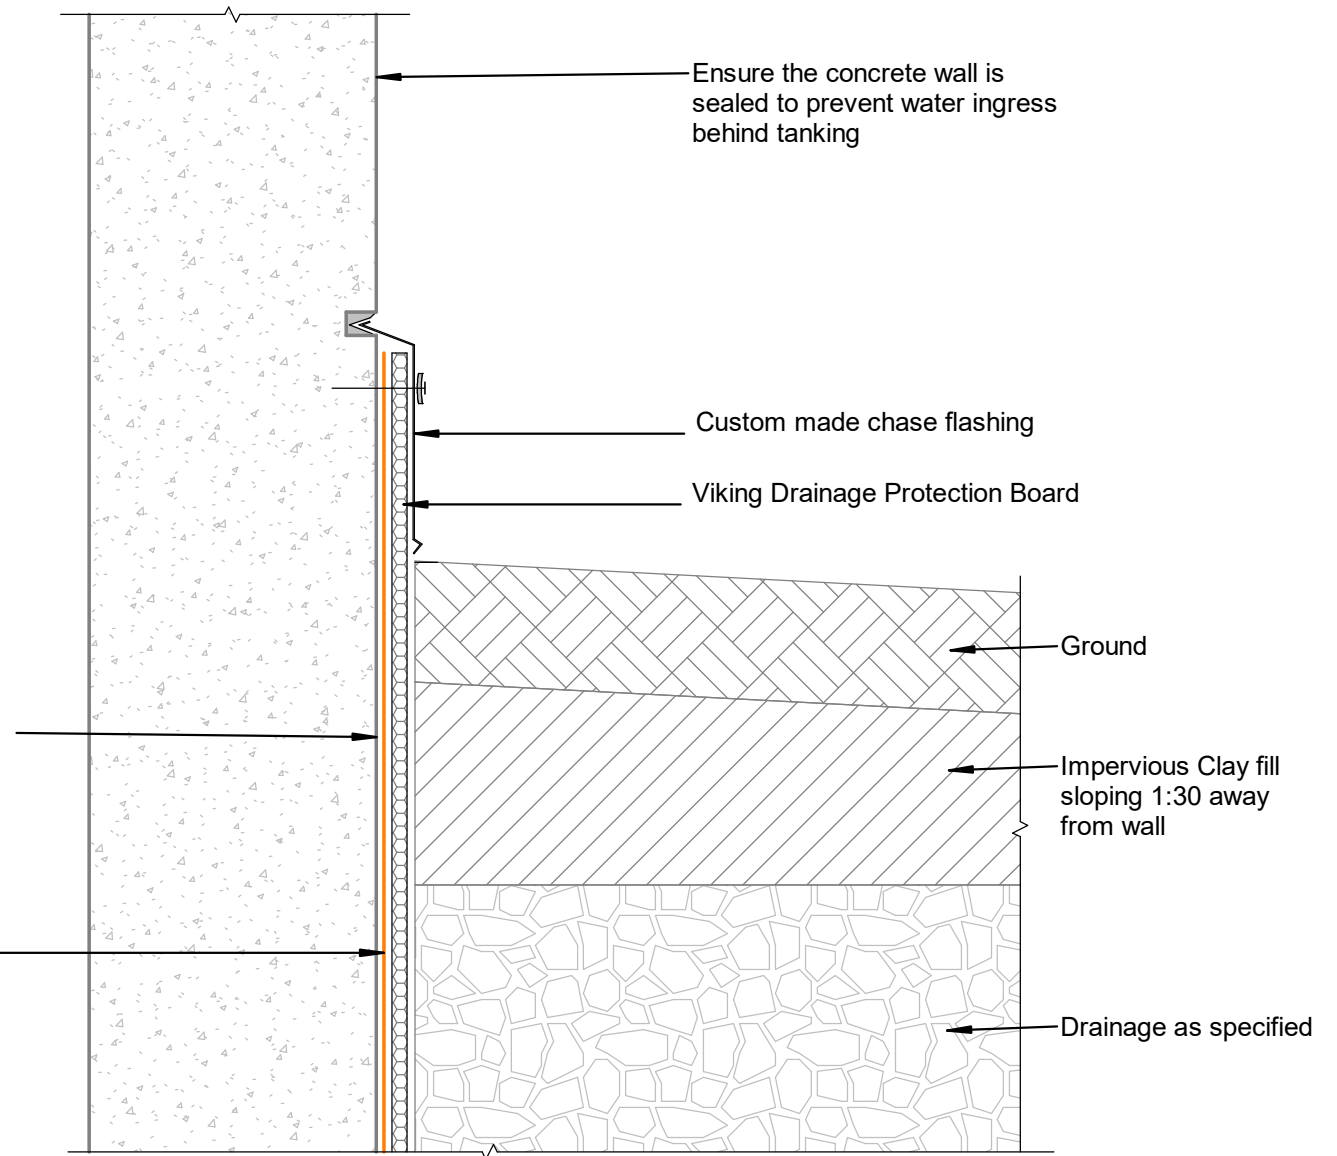 Ensure the concrete wall is
sealed to prevent water ingress
behind tanking
Custom made chase flashing
Viking Drainage Protection Board
Ground
Impervious Clay fill
sloping 1:30 away
from wall
Drainage as specified